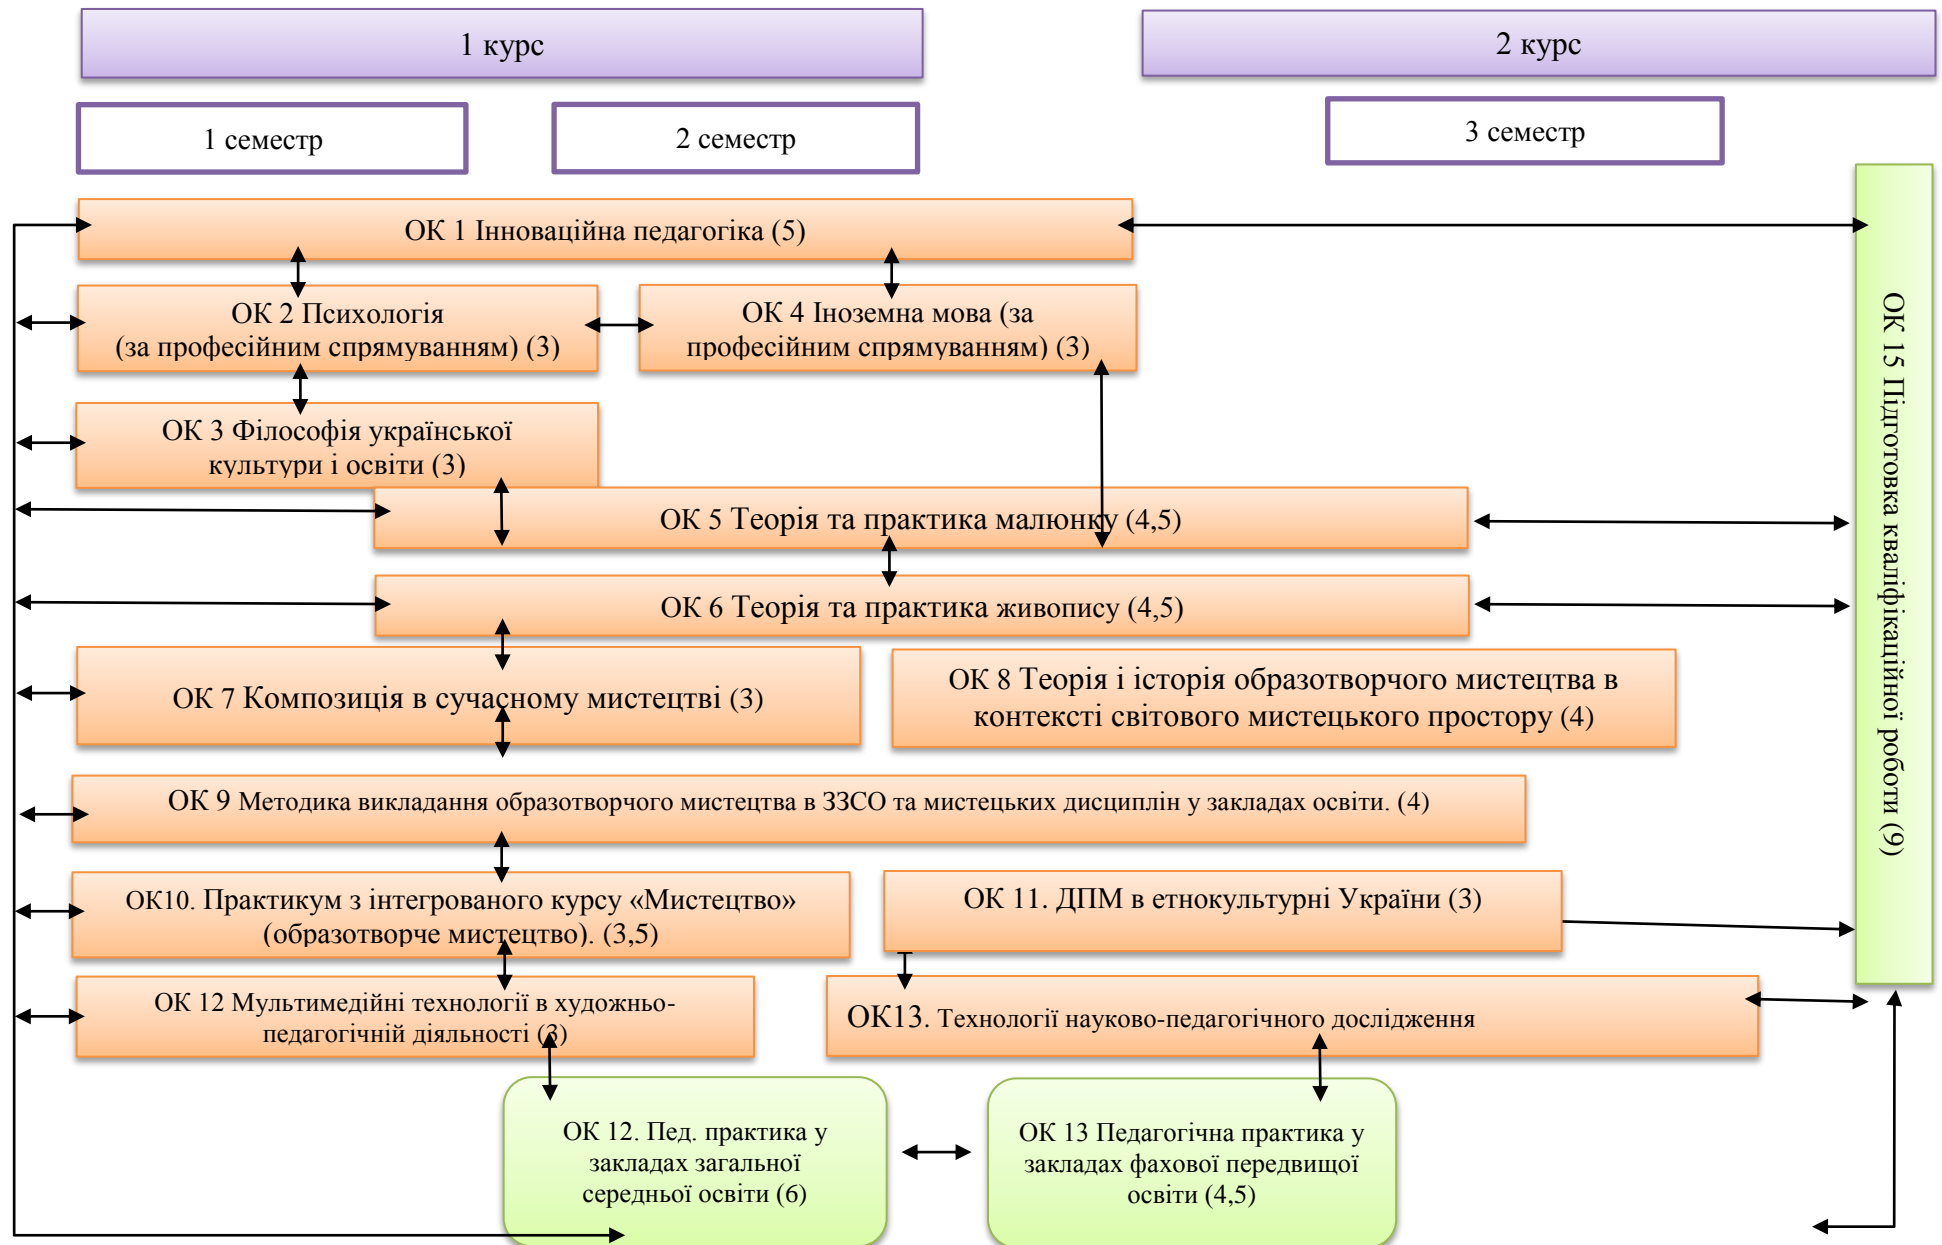 1 курс
2 курс
1 семестр
2 семестр
3 семестр
ОК 1 Інноваційна педагогіка (5)
ОК 2 Психологія
(за професійним спрямуванням) (3)
ОК 4 Іноземна мова (за
професійним спрямуванням) (3)
ОК 3 Філософія української
культури і освіти (3)
ОК 5 Теорія та практика малюнку (4,5)
ОК 6 Теорія та практика живопису (4,5)
ОК 7 Композиція в сучасному мистецтві (3)
ОК 8 Теорія і історія образотворчого мистецтва в
контексті світового мистецького простору (4)
ОК 9 Методика викладання образотворчого мистецтва в ЗЗСО та мистецьких дисциплін у закладах освіти. (4)
ОК10. Практикум з інтегрованого курсу «Мистецтво»
(образотворче мистецтво). (3,5)
ОК 11. ДПМ в етнокультурні України (3)
ОК 12 Мультимедійні технології в художньо-
педагогічній діяльності (3)
ОК13. Технології науково-педагогічного дослідження
ОК 12. Пед. практика у
закладах загальної
середньої освіти (6)
ОК 13 Педагогічна практика у
закладах фахової передвищої
освіти (4,5)
ОК 15 Підготовка кваліфікаційної роботи (9)